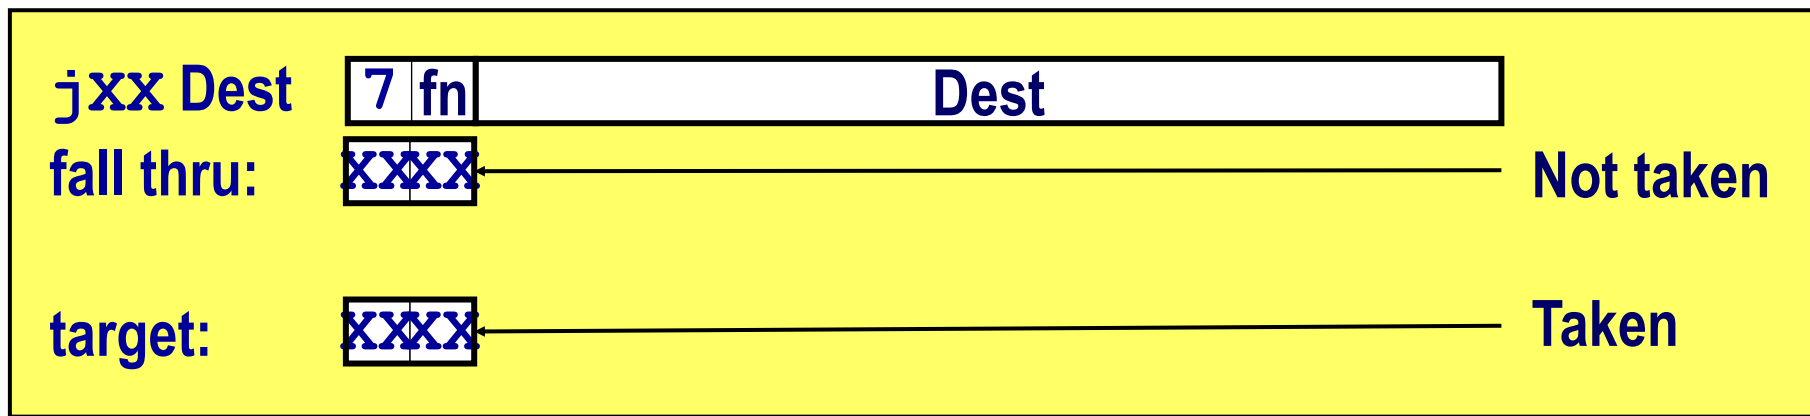 jXX Dest 7 fn Dest
fall thru: XX XX Not taken
target: XX XX Taken